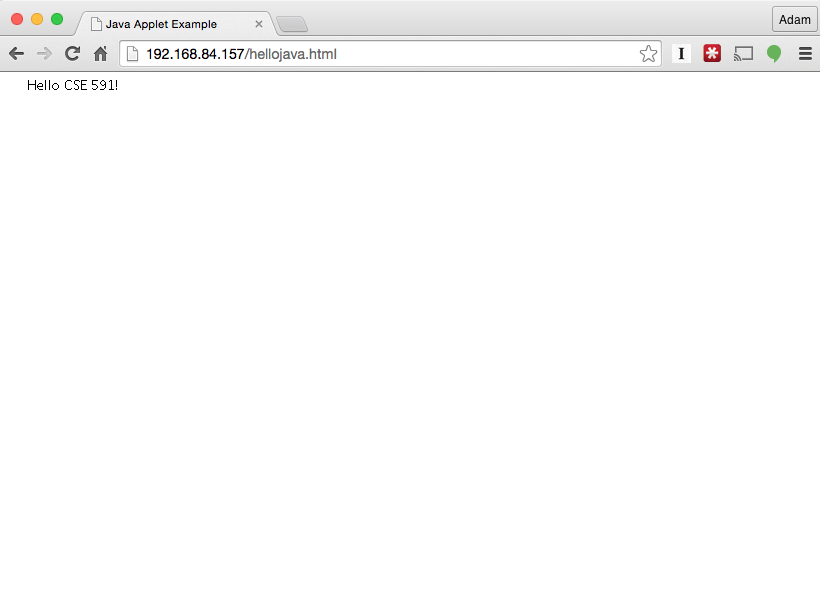 Java Applet Example
Adam
192.168.84.157/hellojava.html
I
Hello CSE 591!